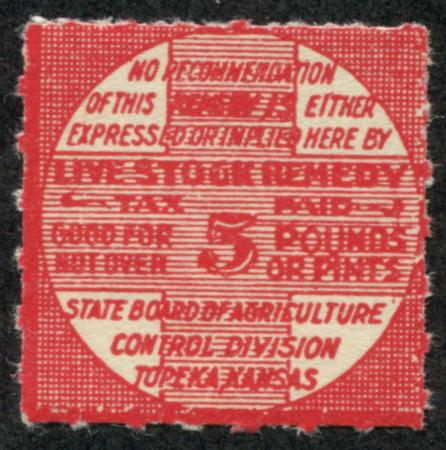 NO RECOMMENDATION
OF THIS REMEDY IS EITHER
EXPRESSED OR IMPLIED HERE BY
LIVE STOCK REMEDY
TAX PAID
GOOD FOR 5 POUNDS
NOT OVER OR PINTS
STATE BOARD OF AGRICULTURE
CONTROL DIVISION
TOPEKA, KANSAS